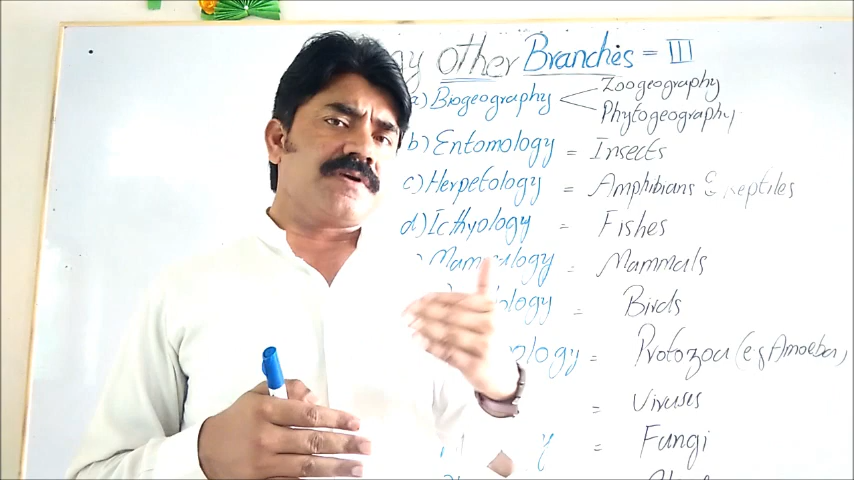 other Branches = III
a) Biogeography Zoogeography
Phytogeography
b) Entomology = Insects
c) Herpetology = Amphibians & Reptiles
d) Icthyology = Fishes
= Mammals
Birds
= Protozoa (e.g Amoeba,
= Viruses
= Fungi